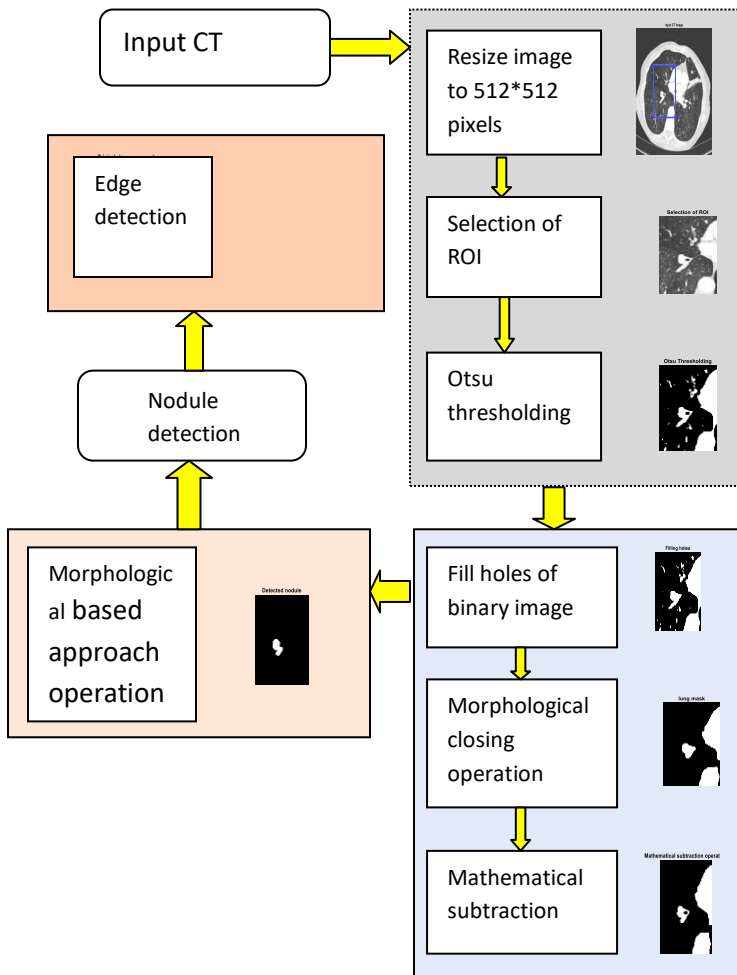 Input CT
Resize image
to 512*512
pixels
Selection of
ROI
Selection of ROI
Otsu
thresholding
Otsu Thresholding
Fill holes of
binary image
Filling holes
Morphological
closing
operation
lung mask
Mathematical
subtraction
Mathematical subtraction operat
Morphologic
al based
approach
operation
Detected nodule
Nodule
detection
Edge
detection